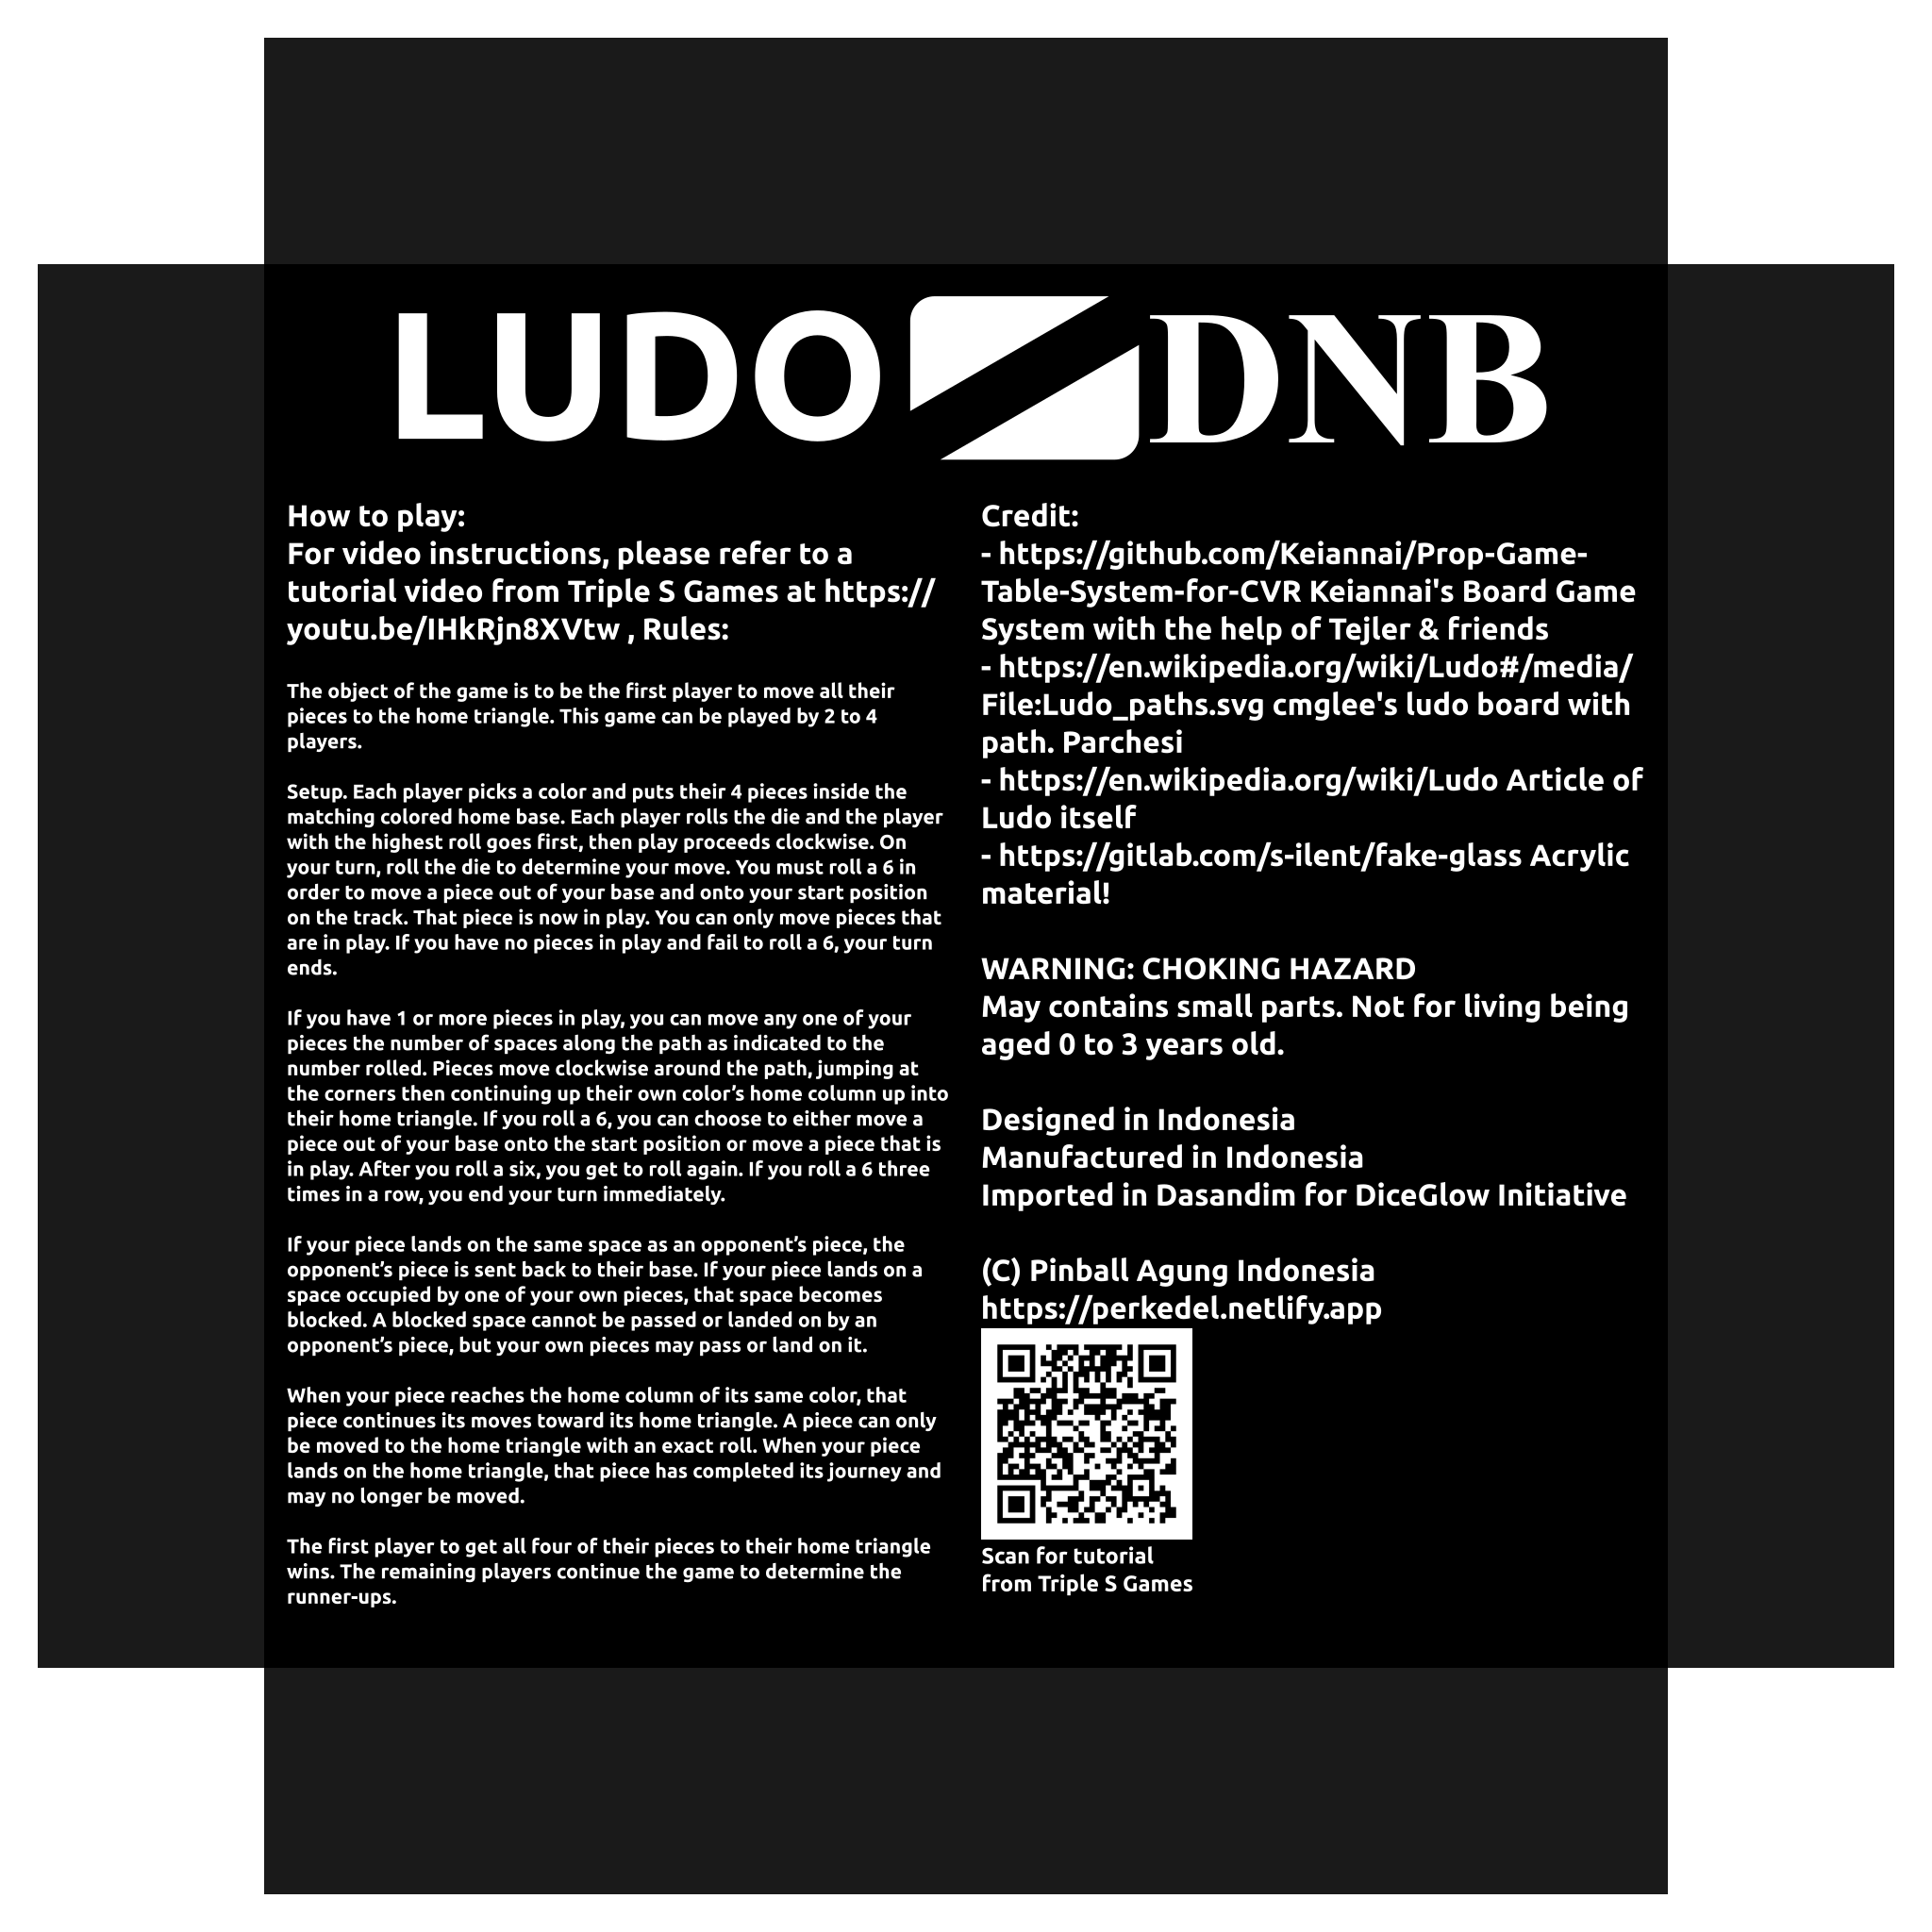 LUDO DNB
How to play:
For video instructions, please refer to a
tutorial video from Triple S Games at https://
youtu.be/IHkRjn8XVtw , Rules:
The object of the game is to be the first player to move all their
pieces to the home triangle. This game can be played by 2 to 4
players.
Setup. Each player picks a color and puts their 4 pieces inside the
matching colored home base. Each player rolls the die and the player
with the highest roll goes first, then play proceeds clockwise. On
your turn, roll the die to determine your move. You must roll a 6 in
order to move a piece out of your base and onto your start position
on the track. That piece is now in play. You can only move pieces that
are in play. If you have no pieces in play and fail to roll a 6, your turn
ends.
If you have 1 or more pieces in play, you can move any one of your
pieces the number of spaces along the path as indicated to the
number rolled. Pieces move clockwise around the path, jumping at
the corners then continuing up their own color’s home column up into
their home triangle. If you roll a 6, you can choose to either move a
piece out of your base onto the start position or move a piece that is
in play. After you roll a six, you get to roll again. If you roll a 6 three
times in a row, you end your turn immediately.
If your piece lands on the same space as an opponent’s piece, the
opponent’s piece is sent back to their base. If your piece lands on a
space occupied by one of your own pieces, that space becomes
blocked. A blocked space cannot be passed or landed on by an
opponent’s piece, but your own pieces may pass or land on it.
When your piece reaches the home column of its same color, that
piece continues its moves toward its home triangle. A piece can only
be moved to the home triangle with an exact roll. When your piece
lands on the home triangle, that piece has completed its journey and
may no longer be moved.
The first player to get all four of their pieces to their home triangle
wins. The remaining players continue the game to determine the
runner-ups.
Credit:
- https://github.com/Keiannai/Prop-Game-
Table-System-for-CVR Keiannai's Board Game
System with the help of Tejler & friends
- https://en.wikipedia.org/wiki/Ludo#/media/
File:Ludo_paths.svg cmglee's ludo board with
path. Parchesi
- https://en.wikipedia.org/wiki/Ludo Article of
Ludo itself
- https://gitlab.com/s-ilent/fake-glass Acrylic
material!
WARNING: CHOKING HAZARD
May contains small parts. Not for living being
aged 0 to 3 years old.
Designed in Indonesia
Manufactured in Indonesia
Imported in Dasandim for DiceGlow Initiative
(C) Pinball Agung Indonesia
https://perkedel.netlify.app
Scan for tutorial
from Triple S Games